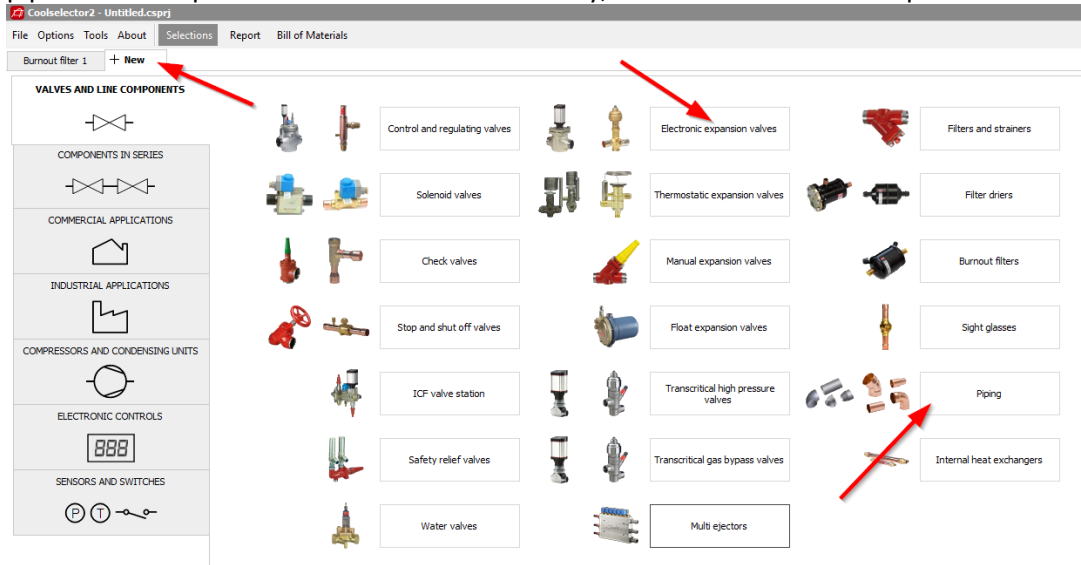 Coolselector2 - Untitled.csprj
File Options Tools About Selections Report Bill of Materials
Burnout filter 1 + New
VALVES AND LINE COMPONENTS
COMPONENTS IN SERIES
COMMERCIAL APPLICATIONS
INDUSTRIAL APPLICATIONS
COMPRESSORS AND CONDENSING UNITS
ELECTRONIC CONTROLS
888
SENSORS AND SWITCHES
P T
Control and regulating valves
Solenoid valves
Check valves
Stop and shut off valves
ICF valve station
Safety relief valves
Water valves
Electronic expansion valves
Thermostatic expansion valves
Manual expansion valves
Float expansion valves
Transcritical high pressure
valves
Transcritical gas bypass valves
Multi ejectors
Filters and strainers
Filter driers
Burnout filters
Sight glasses
Piping
Internal heat exchangers